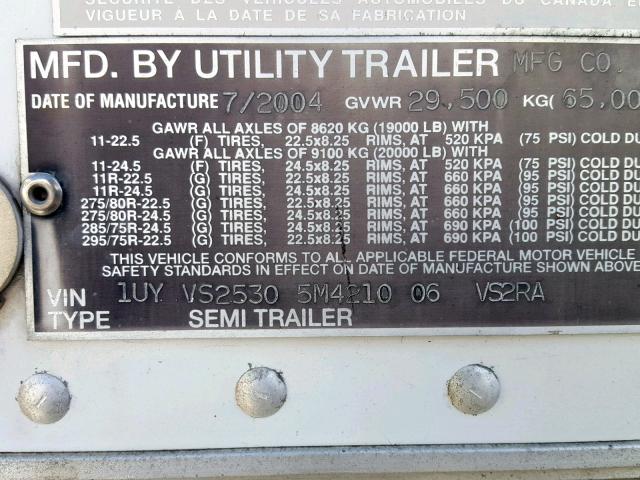 VÉHICULES AUTOMOBILES DU CANADA EN
VIGUEUR À LA DATE DE SA FABRICATION
MFD. BY UTILITY TRAILER MFG CO.
DATE OF MANUFACTURE 7/2004 GVWR 29,500 KG( 65,00
GAWR ALL AXLES OF 8620 KG (19000 LB) WITH
11-22.5 (F) TIRES, 22.5x8.25 RIMS, AT 520 KPA (75 PSI) COLD DU
GAWR ALL AXLES OF 9100 KG (20000 LB) WITH
11-24.5 (F) TIRES, 24.5x8.25 RIMS, AT 520 KPA (75 PSI) COLD DU
11R-22.5 (G) TIRES, 22.5x8.25 RIMS, AT 660 KPA (95 PSI) COLD DU
11R-24.5 (G) TIRES, 24.5x8.25 RIMS, AT 660 KPA (95 PSI) COLD DU
275/80R-22.5 (G) TIRES, 22.5x8.25 RIMS, AT 660 KPA (95 PSI) COLD DU
275/80R-24.5 (G) TIRES, 24.5x8.25 RIMS, AT 660 KPA (95 PSI) COLD DU
285/75R-24.5 (G) TIRES, 24.5x8.25 RIMS, AT 690 KPA (100 PSI) COLD DU
295/75R-22.5 (G) TIRES, 22.5x8.25 RIMS, AT 690 KPA (100 PSI) COLD DU
THIS VEHICLE CONFORMS TO ALL APPLICABLE FEDERAL MOTOR VEHICLE
SAFETY STANDARDS IN EFFECT ON DATE OF MANUFACTURE SHOWN ABOVE.
VIN 1UY VS2530 5M4210 06 VS2RA
TYPE SEMI TRAILER